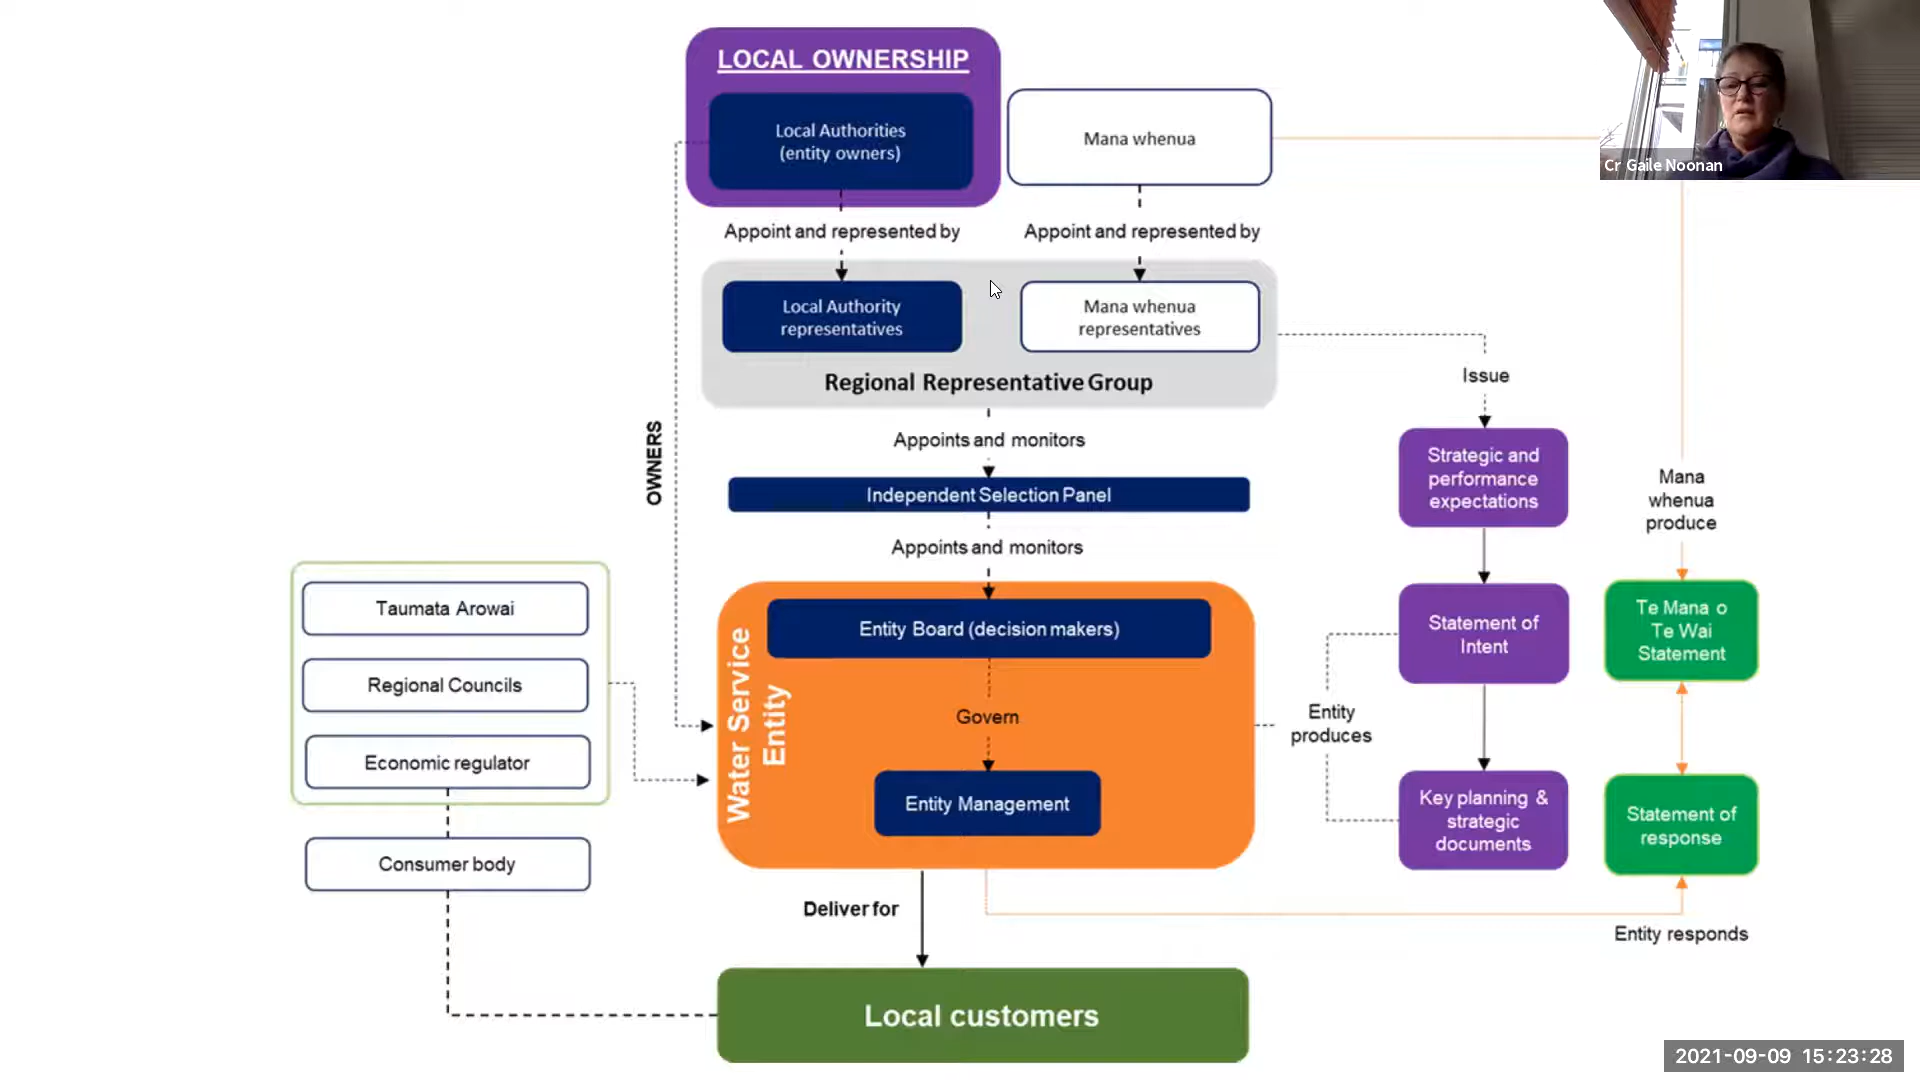 LOCAL OWNERSHIP
Local Authorities
(entity owners)
Mana whenua
Cr Gaile Noonan
Appoint and represented by
Appoint and represented by
Local Authority
representatives
Mana whenua
representatives
Regional Representative Group
Issue
Appoints and monitors
OWNERS
Strategic and
performance
expectations
Mana
whenua
produce
Independent Selection Panel
Appoints and monitors
Taumata Arowai
Regional Councils
Economic regulator
Consumer body
Water Service
Entity
Entity Board (decision makers)
Govern
Entity Management
Entity
produces
Statement of
Intent
Key planning &
strategic
documents
Te Mana o
Te Wai
Statement
Statement of
response
Deliver for
Entity responds
Local customers
2021-09-09 15:23:28